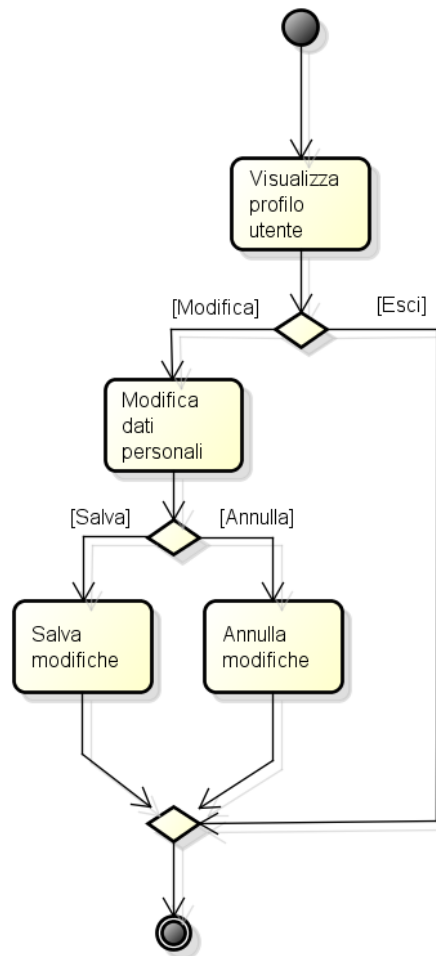 Visualizza
profilo
utente
[Modifica]
[Esci]
Modifica
dati
personali
[Salva]
[Annulla]
Salva
modifiche
Annulla
modifiche